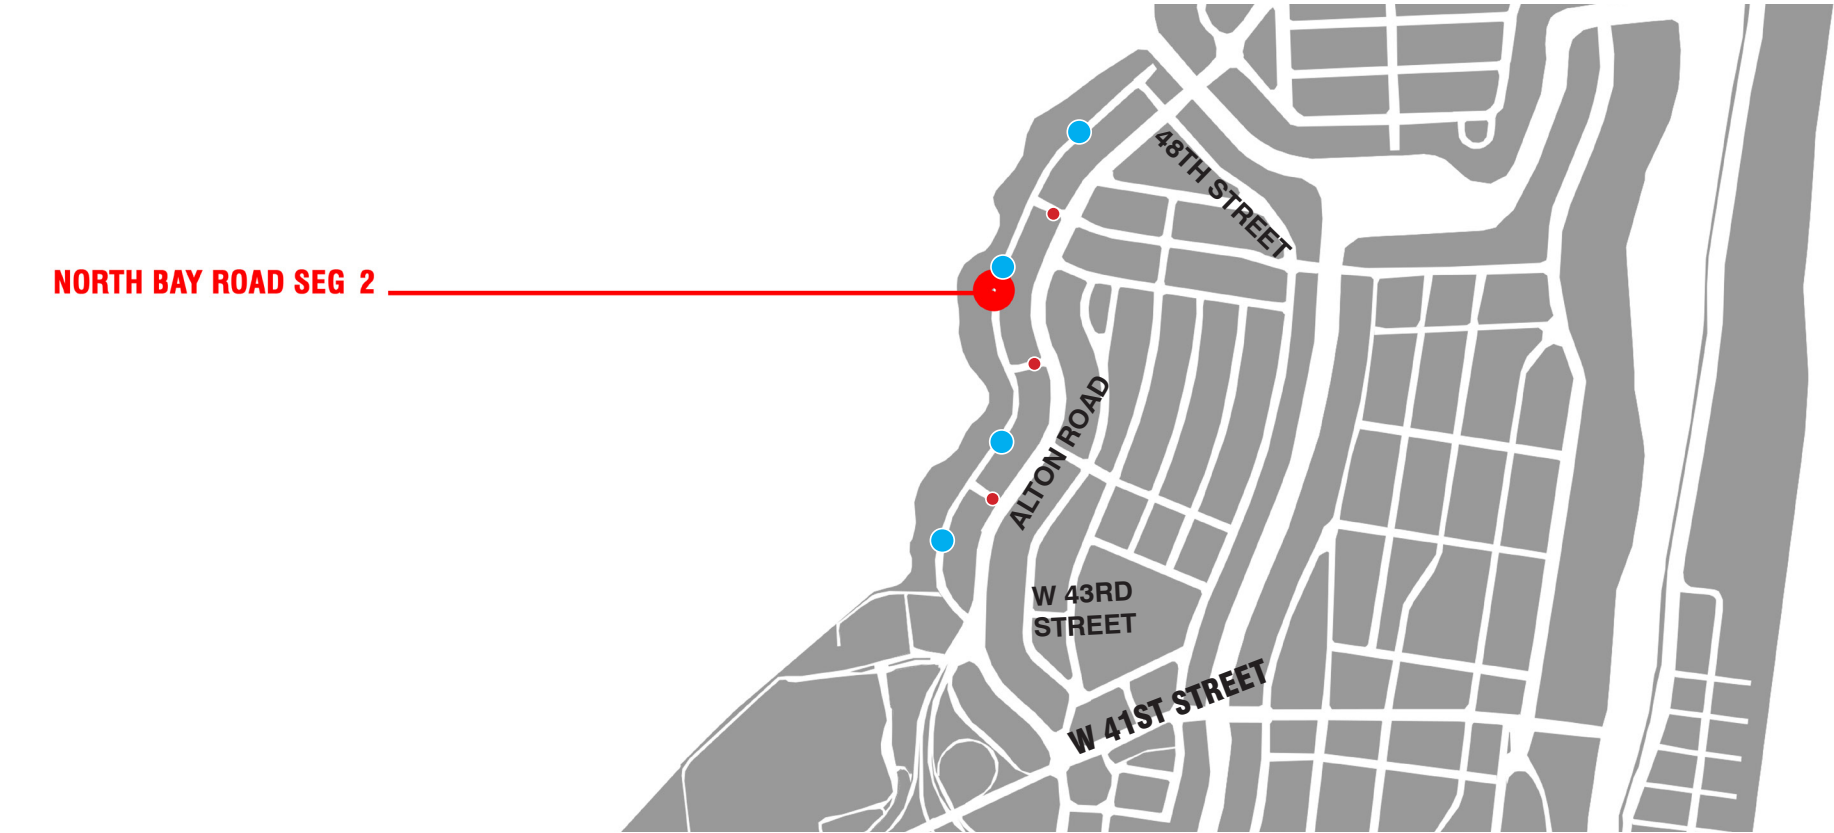 48TH STREET
NORTH BAY ROAD SEG 2
ALTON ROAD
W 43RD
STREET
W 41ST STREET